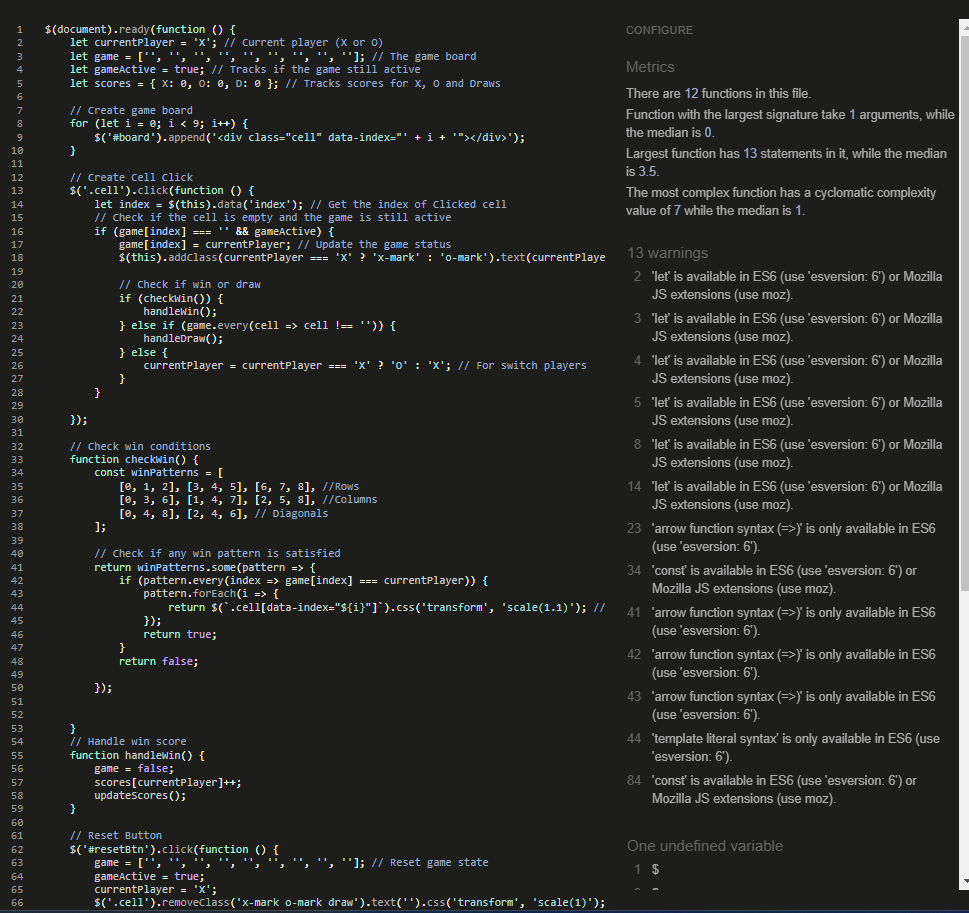 1 $(document).ready(function () {
2 let currentPlayer = 'X'; // Current player (X or O)
3 let game = ['', '', '', '', '', '', '', '', '']; // The game board
4 let gameActive = true; // Tracks if the game still active
5 let scores = { X: 0, O: 0, D: 0 }; // Tracks scores for X, O and Draws
6
7 // Create game board
8 for (let i = 0; i < 9; i++) {
9 $('#board').append('<div class="cell" data-index="' + i + '"></div>');
10 }
11
12 // Create Cell Click
13 $('.cell').click(function () {
14 let index = $(this).data('index'); // Get the index of Clicked cell
15 // Check if the cell is empty and the game is still active
16 if (game[index] === '' && gameActive) {
17 game[index] = currentPlayer; // Update the game status
18 $(this).addClass(currentPlayer === 'X' ? 'x-mark' : 'o-mark').text(currentPlaye
19
20 // Check if win or draw
21 if (checkWin()) {
22 handleWin();
23 } else if (game.every(cell => cell !== '')) {
24 handleDraw();
25 } else {
26 currentPlayer = currentPlayer === 'X' ? 'O' : 'X'; // For switch players
27 }
28 }
29
30 });
31
32 // Check win conditions
33 function checkWin() {
34 const winPatterns = [
35 [0, 1, 2], [3, 4, 5], [6, 7, 8], //Rows
36 [0, 3, 6], [1, 4, 7], [2, 5, 8], //Columns
37 [0, 4, 8], [2, 4, 6], // Diagonals
38 ];
39
40 // Check if any win pattern is satisfied
41 return winPatterns.some(pattern => {
42 if (pattern.every(index => game[index] === currentPlayer)) {
43 pattern.forEach(i => {
44 return $(`.cell[data-index="${i}"]`).css('transform', 'scale(1.1)'); //
45 });
46 return true;
47 }
48 return false;
49
50 });
51
52
53 }
54 // Handle win score
55 function handleWin() {
56 game = false;
57 scores[currentPlayer]++;
58 updateScores();
59 }
60
61 // Reset Button
62 $('#resetBtn').click(function () {
63 game = ['', '', '', '', '', '', '', '', '']; // Reset game state
64 gameActive = true;
65 currentPlayer = 'X';
66 $('.cell').removeClass('x-mark o-mark draw').text('').css('transform', 'scale(1)');
CONFIGURE
Metrics
There are 12 functions in this file.
Function with the largest signature take 1 arguments, while
the median is 0.
Largest function has 13 statements in it, while the median
is 3.5.
The most complex function has a cyclomatic complexity
value of 7 while the median is 1.
13 warnings
2 'let' is available in ES6 (use 'esversion: 6') or Mozilla
JS extensions (use moz).
3 'let' is available in ES6 (use 'esversion: 6') or Mozilla
JS extensions (use moz).
4 'let' is available in ES6 (use 'esversion: 6') or Mozilla
JS extensions (use moz).
5 'let' is available in ES6 (use 'esversion: 6') or Mozilla
JS extensions (use moz).
8 'let' is available in ES6 (use 'esversion: 6') or Mozilla
JS extensions (use moz).
14 'let' is available in ES6 (use 'esversion: 6') or Mozilla
JS extensions (use moz).
23 'arrow function syntax (=>)' is only available in ES6
(use 'esversion: 6').
34 'const' is available in ES6 (use 'esversion: 6') or
Mozilla JS extensions (use moz).
41 'arrow function syntax (=>)' is only available in ES6
(use 'esversion: 6').
42 'arrow function syntax (=>)' is only available in ES6
(use 'esversion: 6').
43 'arrow function syntax (=>)' is only available in ES6
(use 'esversion: 6').
44 'template literal syntax' is only available in ES6 (use
'esversion: 6').
84 'const' is available in ES6 (use 'esversion: 6') or
Mozilla JS extensions (use moz).
One undefined variable
1 $